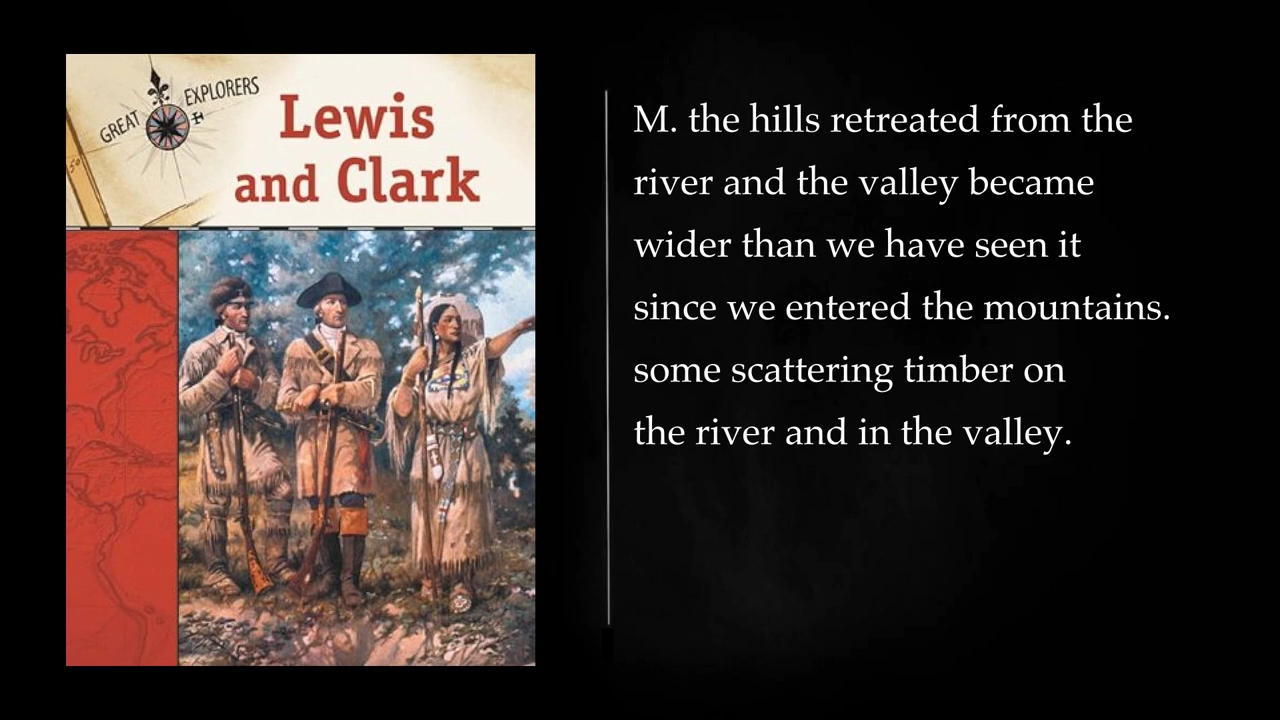 GREAT EXPLORERS
Lewis
and Clark
50
M. the hills retreated from the
river and the valley became
wider than we have seen it
since we entered the mountains.
some scattering timber on
the river and in the valley.